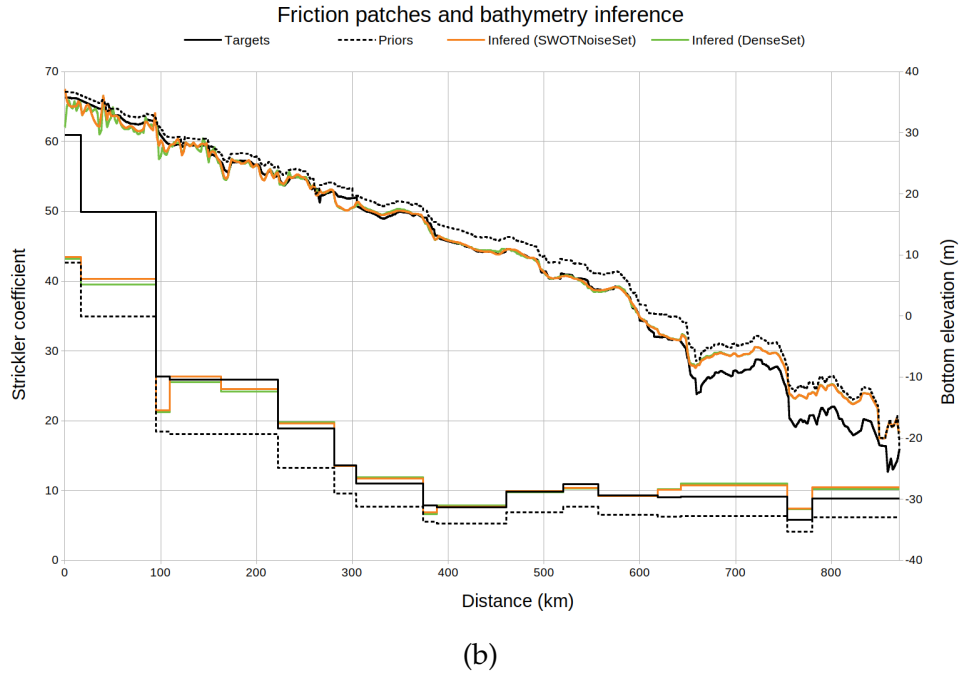 Friction patches and bathymetry inference
Targets Priors Infered (SWOTNoiseSet) Infered (DenseSet)
70 40
60 30
50 20
40 10
30 0
20 -10
10 -20
0 -30
-40
0 100 200 300 400 500 600 700 800
Strickler coefficient
Bottom elevation (m)
Distance (km)
(b)